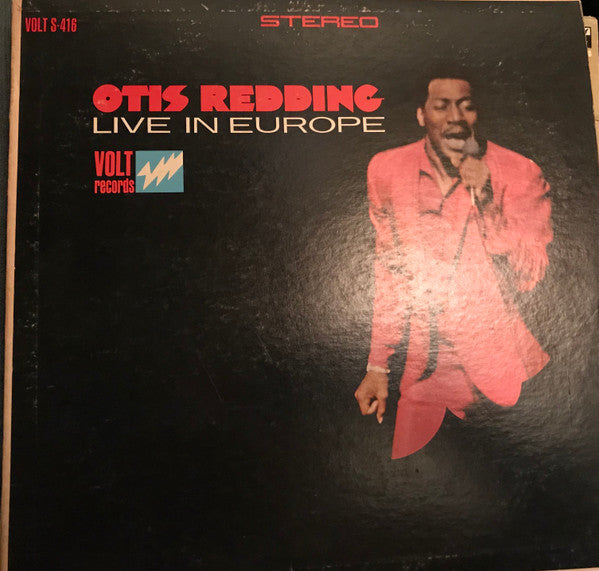 VOLT S-416
STEREO
OTIS REDDING
LIVE IN EUROPE
VOLT
records